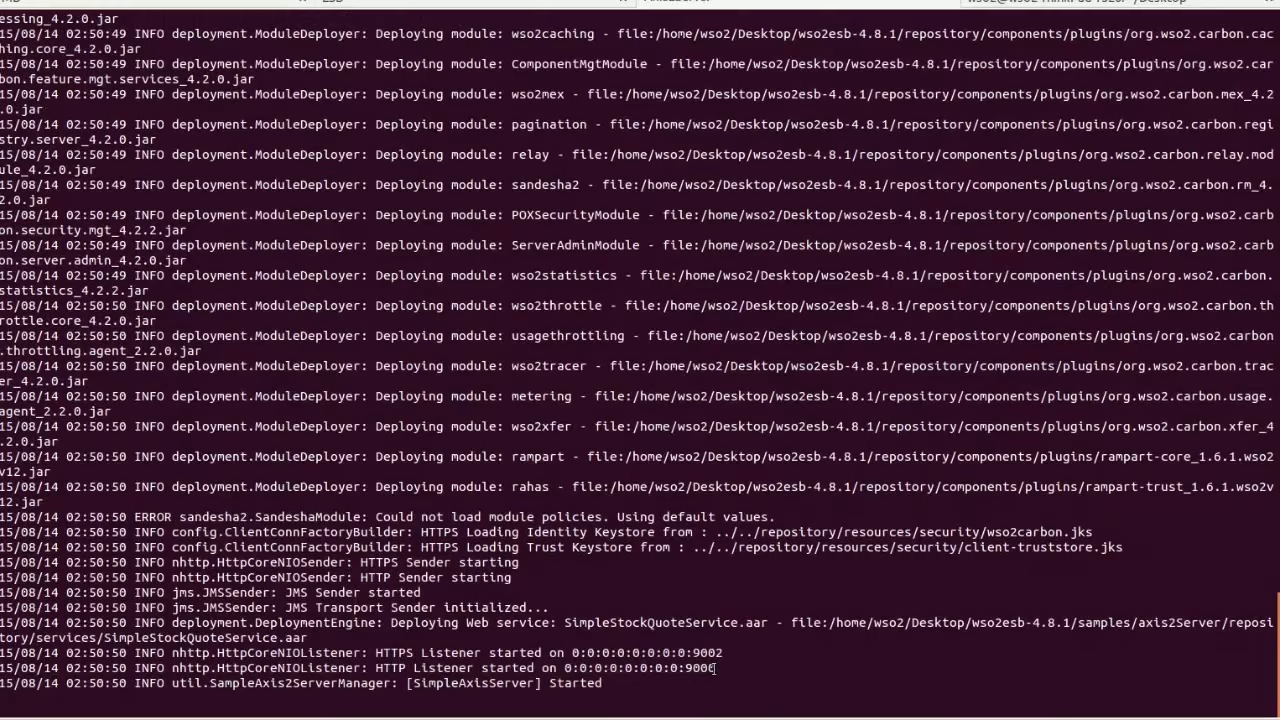 essing_4.2.0.jar
15/08/14 02:50:49 INFO deployment.ModuleDeployer: Deploying module: wso2caching - file:/home/wso2/Desktop/wso2esb-4.8.1/repository/components/plugins/org.wso2.carbon.cac
hing.core_4.2.0.jar
15/08/14 02:50:49 INFO deployment.ModuleDeployer: Deploying module: ComponentMgtModule - file:/home/wso2/Desktop/wso2esb-4.8.1/repository/components/plugins/org.wso2.car
bon.feature.mgt.services_4.2.0.jar
15/08/14 02:50:49 INFO deployment.ModuleDeployer: Deploying module: wso2mex - file:/home/wso2/Desktop/wso2esb-4.8.1/repository/components/plugins/org.wso2.carbon.mex_4.2
.0.jar
15/08/14 02:50:49 INFO deployment.ModuleDeployer: Deploying module: pagination - file:/home/wso2/Desktop/wso2esb-4.8.1/repository/components/plugins/org.wso2.carbon.regi
stry.server_4.2.0.jar
15/08/14 02:50:49 INFO deployment.ModuleDeployer: Deploying module: relay - file:/home/wso2/Desktop/wso2esb-4.8.1/repository/components/plugins/org.wso2.carbon.relay.mod
ule_4.2.0.jar
15/08/14 02:50:49 INFO deployment.ModuleDeployer: Deploying module: sandesha2 - file:/home/wso2/Desktop/wso2esb-4.8.1/repository/components/plugins/org.wso2.carbon.rm_4.
2.0.jar
15/08/14 02:50:49 INFO deployment.ModuleDeployer: Deploying module: POXSecurityModule - file:/home/wso2/Desktop/wso2esb-4.8.1/repository/components/plugins/org.wso2.carb
on.security.mgt_4.2.2.jar
15/08/14 02:50:49 INFO deployment.ModuleDeployer: Deploying module: ServerAdminModule - file:/home/wso2/Desktop/wso2esb-4.8.1/repository/components/plugins/org.wso2.carb
on.server.admin_4.2.0.jar
15/08/14 02:50:49 INFO deployment.ModuleDeployer: Deploying module: wso2statistics - file:/home/wso2/Desktop/wso2esb-4.8.1/repository/components/plugins/org.wso2.carbon.
statistics_4.2.2.jar
15/08/14 02:50:50 INFO deployment.ModuleDeployer: Deploying module: wso2throttle - file:/home/wso2/Desktop/wso2esb-4.8.1/repository/components/plugins/org.wso2.carbon.th
rottle.core_4.2.0.jar
15/08/14 02:50:50 INFO deployment.ModuleDeployer: Deploying module: usagethrottling - file:/home/wso2/Desktop/wso2esb-4.8.1/repository/components/plugins/org.wso2.carbon
.throttling.agent_2.2.0.jar
15/08/14 02:50:50 INFO deployment.ModuleDeployer: Deploying module: wso2tracer - file:/home/wso2/Desktop/wso2esb-4.8.1/repository/components/plugins/org.wso2.carbon.trac
er_4.2.0.jar
15/08/14 02:50:50 INFO deployment.ModuleDeployer: Deploying module: metering - file:/home/wso2/Desktop/wso2esb-4.8.1/repository/components/plugins/org.wso2.carbon.usage.
agent_2.2.0.jar
15/08/14 02:50:50 INFO deployment.ModuleDeployer: Deploying module: wso2xfer - file:/home/wso2/Desktop/wso2esb-4.8.1/repository/components/plugins/org.wso2.carbon.xfer_4
.2.0.jar
15/08/14 02:50:50 INFO deployment.ModuleDeployer: Deploying module: rampart - file:/home/wso2/Desktop/wso2esb-4.8.1/repository/components/plugins/rampart-core_1.6.1.wso2
v12.jar
15/08/14 02:50:50 INFO deployment.ModuleDeployer: Deploying module: rahas - file:/home/wso2/Desktop/wso2esb-4.8.1/repository/components/plugins/rampart-trust_1.6.1.wso2v
12.jar
15/08/14 02:50:50 ERROR sandesha2.SandeshaModule: Could not load module policies. Using default values.
15/08/14 02:50:50 INFO config.ClientConnFactoryBuilder: HTTPS Loading Identity Keystore from : ../../repository/resources/security/wso2carbon.jks
15/08/14 02:50:50 INFO config.ClientConnFactoryBuilder: HTTPS Loading Trust Keystore from : ../../repository/resources/security/client-truststore.jks
15/08/14 02:50:50 INFO nhttp.HttpCoreNIOSender: HTTPS Sender starting
15/08/14 02:50:50 INFO nhttp.HttpCoreNIOSender: HTTP Sender starting
15/08/14 02:50:50 INFO jms.JMSSender: JMS Sender started
15/08/14 02:50:50 INFO jms.JMSSender: JMS Transport Sender initialized...
15/08/14 02:50:50 INFO deployment.DeploymentEngine: Deploying Web service: SimpleStockQuoteService.aar - file:/home/wso2/Desktop/wso2esb-4.8.1/samples/axis2Server/reposi
tory/services/SimpleStockQuoteService.aar
15/08/14 02:50:50 INFO nhttp.HttpCoreNIOListener: HTTPS Listener started on 0:0:0:0:0:0:0:0:9002
15/08/14 02:50:50 INFO nhttp.HttpCoreNIOListener: HTTP Listener started on 0:0:0:0:0:0:0:0:9000
15/08/14 02:50:50 INFO util.SampleAxis2ServerManager: [SimpleAxisServer] Started